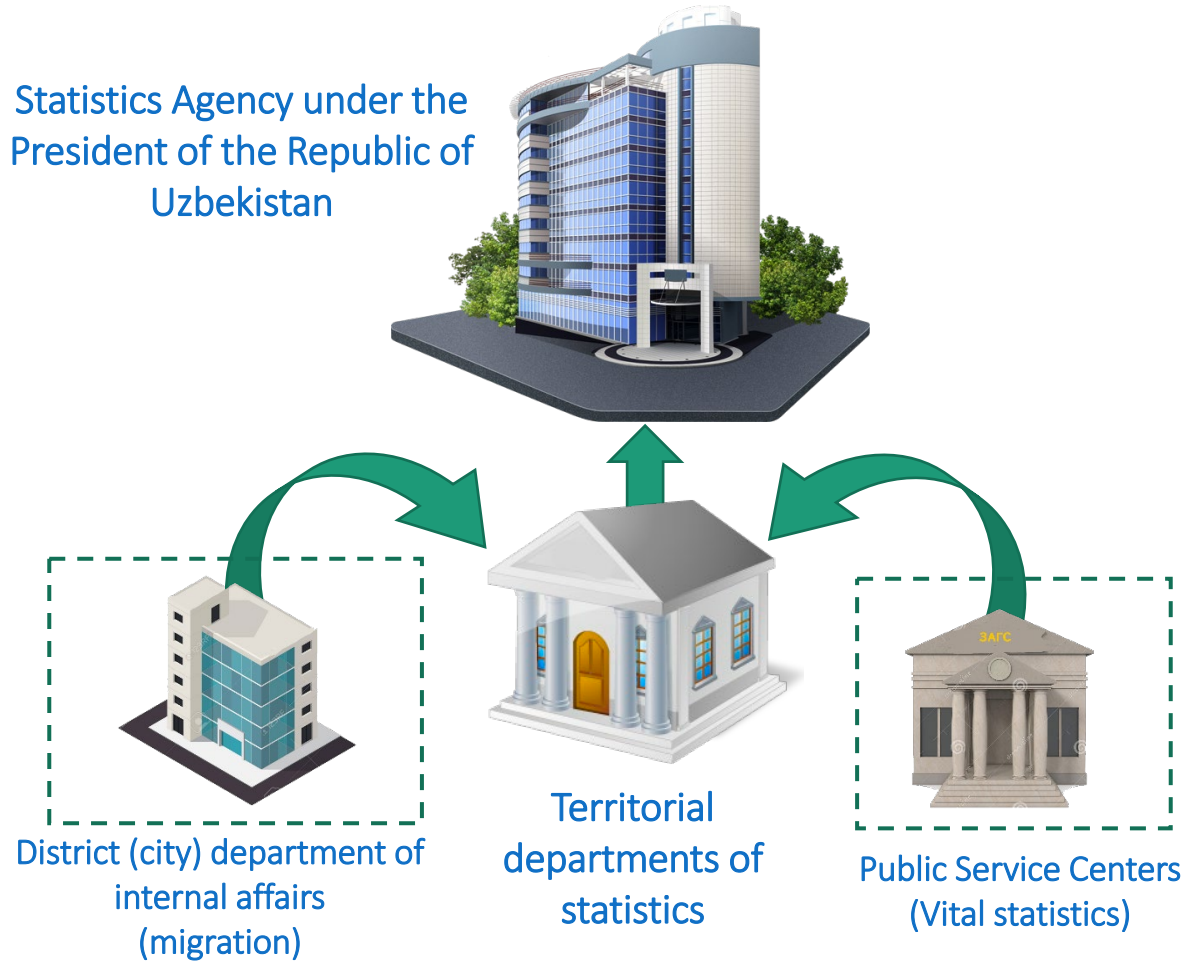 Statistics Agency under the
President of the Republic of
Uzbekistan
ЗАГС
District (city) department of
internal affairs
(migration)
Territorial
departments of
statistics
Public Service Centers
(Vital statistics)